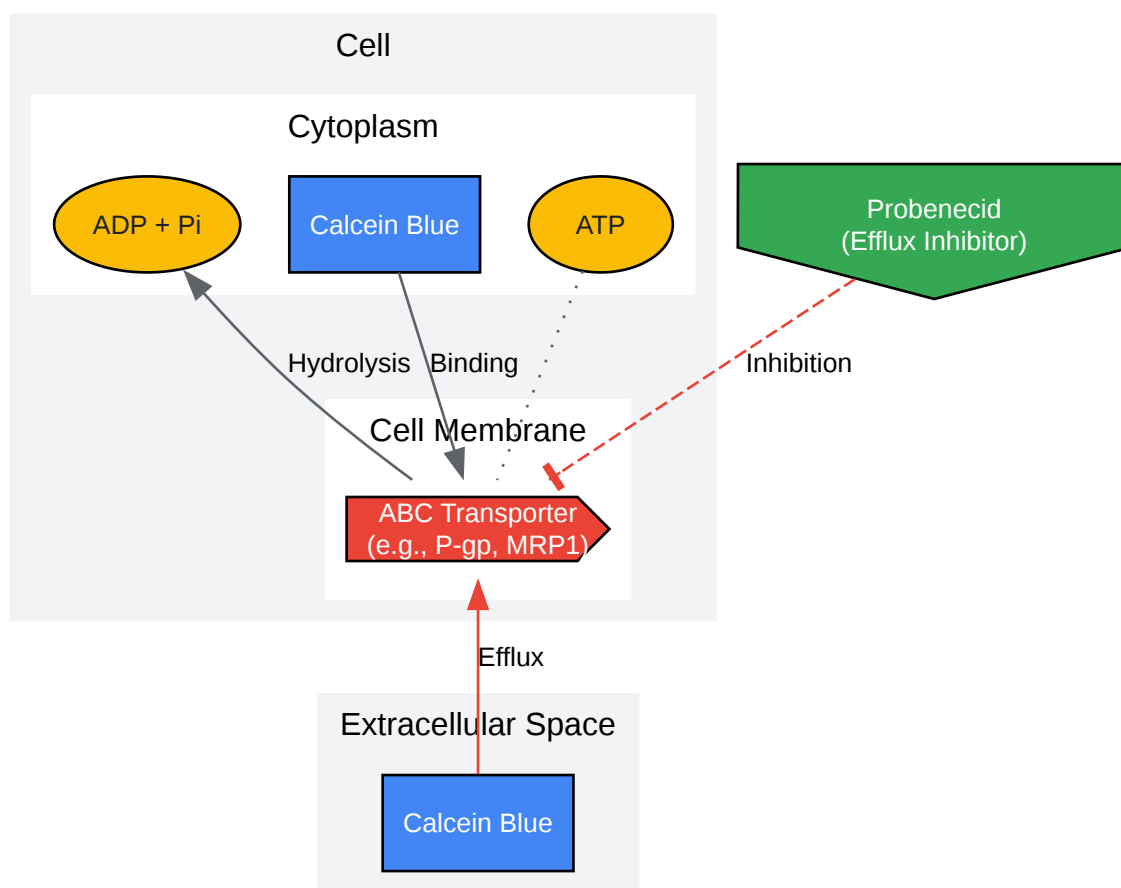 Cell
Cytoplasm
ADP + Pi
Calcein Blue
ATP
Probenecid
(Efflux Inhibitor)
Hydrolysis
Binding
Inhibition
Cell Membrane
ABC Transporter
(e.g., P-gp, MRP1)
Efflux
Extracellular Space
Calcein Blue